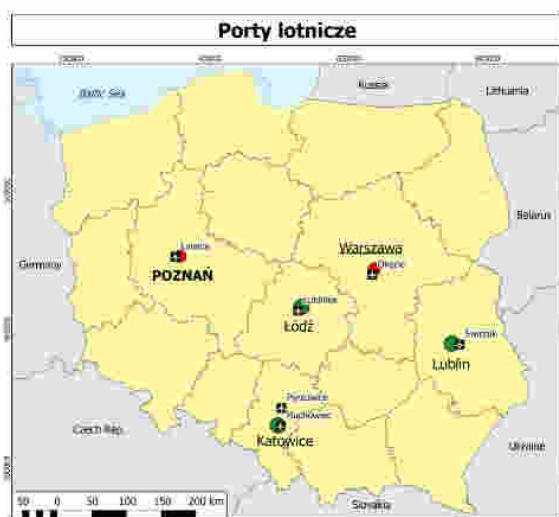 Porty lotnicze
Baltic Sea
Russia
Lithuania
Belarus
Germany
Ławica
POZNAŃ
Warszawa
Okęcie
Lublinek
Łódź
Świdnik
Lublin
Pyrzowice
Muchowiec
Katowice
Czech Rep.
Ukraine
Slovakia
50 0 50 100 150 200 km